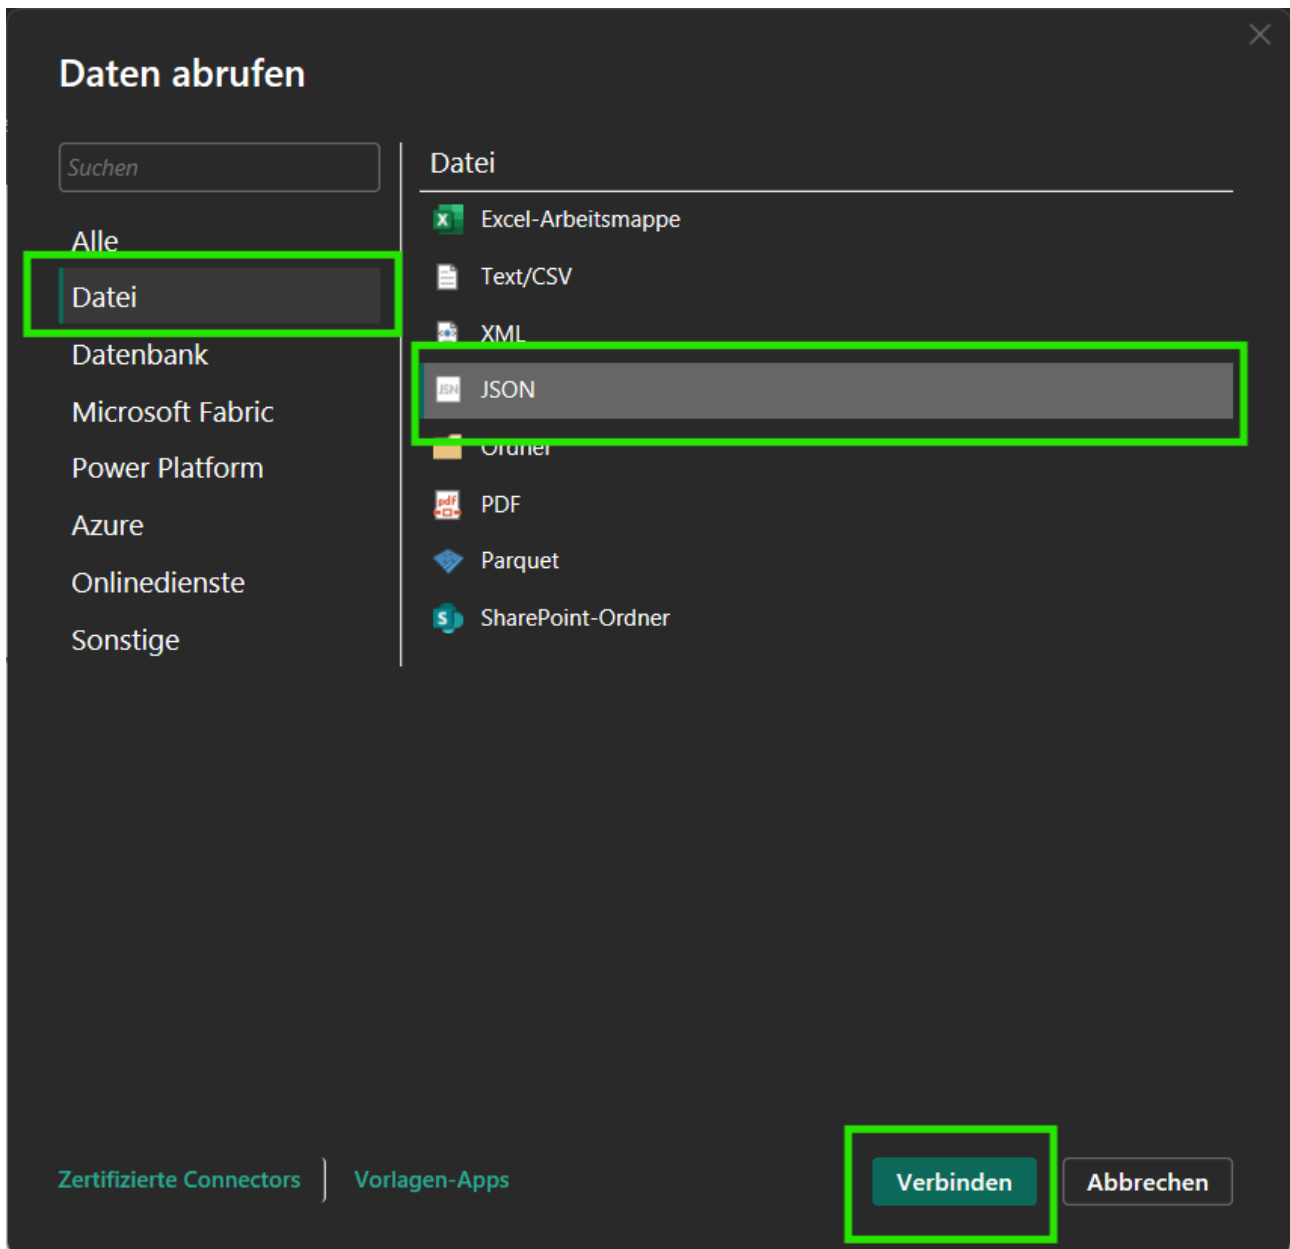 Daten abrufen
Suchen
Alle
Datei
Datenbank
Microsoft Fabric
Power Platform
Azure
Onlinedienste
Sonstige
Datei
Excel-Arbeitsmappe
Text/CSV
XML
JSON
Ordner
PDF
Parquet
SharePoint-Ordner
Zertifizierte Connectors
Vorlagen-Apps
Verbinden
Abbrechen